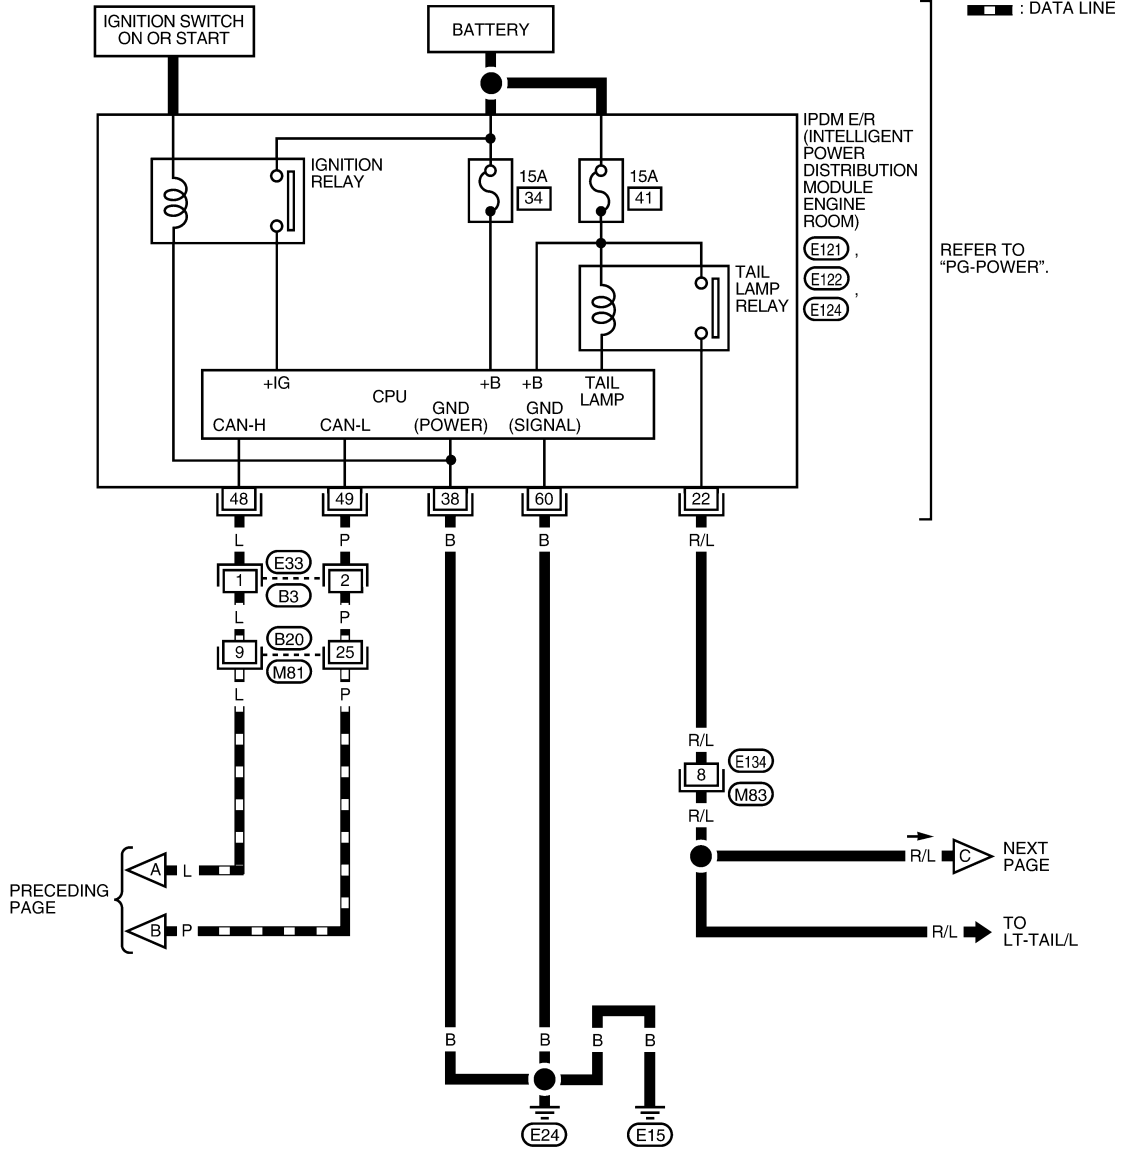 IGNITION SWITCH
ON OR START
BATTERY
: DATA LINE
IPDM E/R
(INTELLIGENT
POWER
DISTRIBUTION
MODULE
ENGINE
ROOM)
E121 ,
E122 ,
E124
REFER TO
“PG-POWER”.
IGNITION
RELAY
15A
34
15A
41
TAIL
LAMP
RELAY
+IG
+B
+B
TAIL
LAMP
CPU
GND
(POWER)
GND
(SIGNAL)
CAN-H
CAN-L
48
49
38
60
22
L
P
B
B
R/L
E33
1
2
B3
L
P
B20
9
25
M81
L
P
R/L
E134
8
M83
R/L
R/L
C
NEXT
PAGE
A
L
PRECEDING
PAGE
B
P
R/L
TO
LT-TAIL/L
B
B
B
B
E24
E15